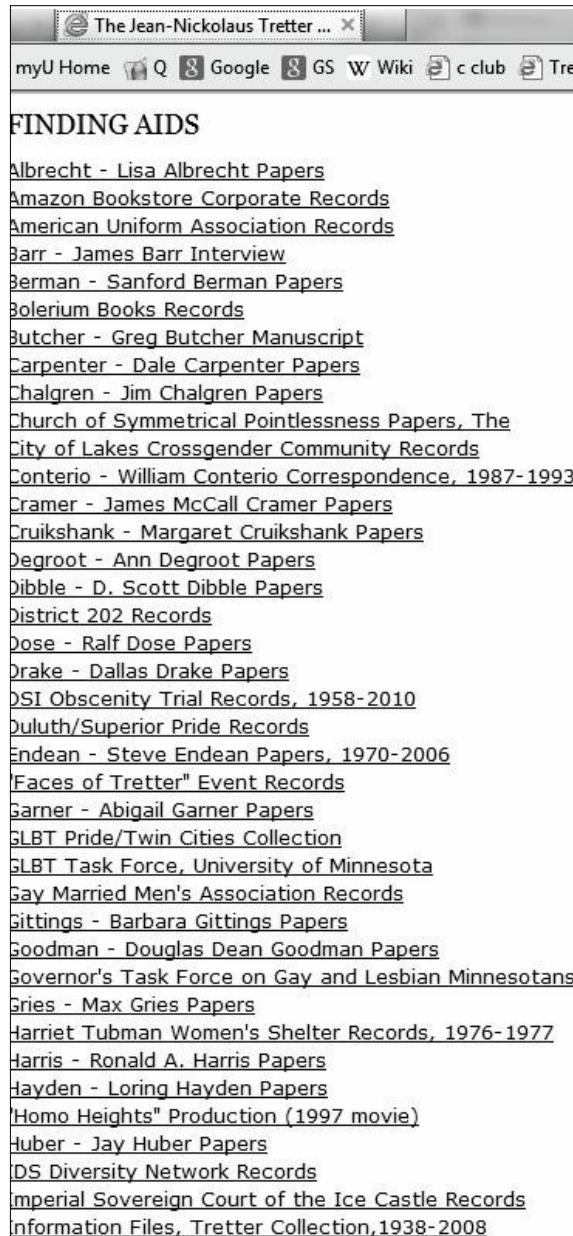 The Jean-Nickolaus Tretter ...
myU Home Q Google GS W Wiki c club Tre
FINDING AIDS
Albrecht - Lisa Albrecht Papers
Amazon Bookstore Corporate Records
American Uniform Association Records
Barr - James Barr Interview
Berman - Sanford Berman Papers
Bolerium Books Records
Butcher - Greg Butcher Manuscript
Carpenter - Dale Carpenter Papers
Chalgren - Jim Chalgren Papers
Church of Symmetrical Pointlessness Papers, The
City of Lakes Crossgender Community Records
Conterio - William Conterio Correspondence, 1987-1993
Cramer - James McCall Cramer Papers
Cruikshank - Margaret Cruikshank Papers
Degroot - Ann Degroot Papers
Dibble - D. Scott Dibble Papers
District 202 Records
Dose - Ralf Dose Papers
Drake - Dallas Drake Papers
DSI Obscenity Trial Records, 1958-2010
Duluth/Superior Pride Records
Endean - Steve Endean Papers, 1970-2006
"Faces of Tretter" Event Records
Garner - Abigail Garner Papers
GLBT Pride/Twin Cities Collection
GLBT Task Force, University of Minnesota
Gay Married Men's Association Records
Gittings - Barbara Gittings Papers
Goodman - Douglas Dean Goodman Papers
Governor's Task Force on Gay and Lesbian Minnesotans
Gries - Max Gries Papers
Harriet Tubman Women's Shelter Records, 1976-1977
Harris - Ronald A. Harris Papers
Hayden - Loring Hayden Papers
"Homo Heights" Production (1997 movie)
Huber - Jay Huber Papers
IDS Diversity Network Records
Imperial Sovereign Court of the Ice Castle Records
Information Files, Tretter Collection,1938-2008